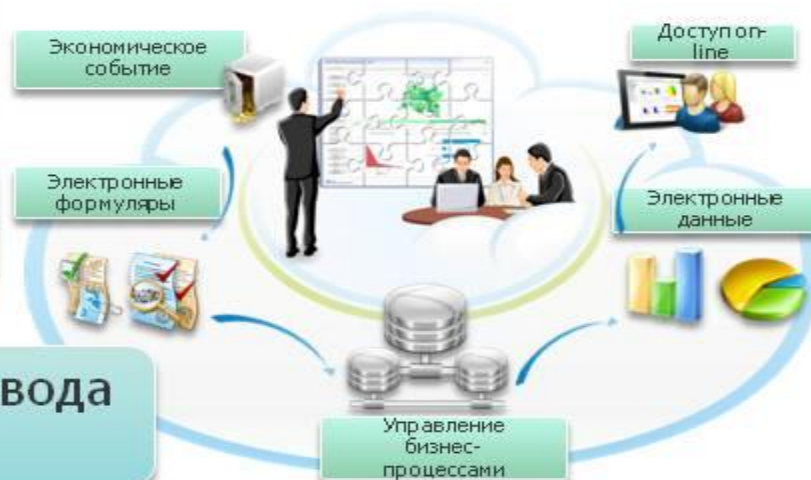 Экономическое
событие
Доступ on-
line
Электронные
формуляры
Электронные
данные
вода
Управление
бизнес-
процессами